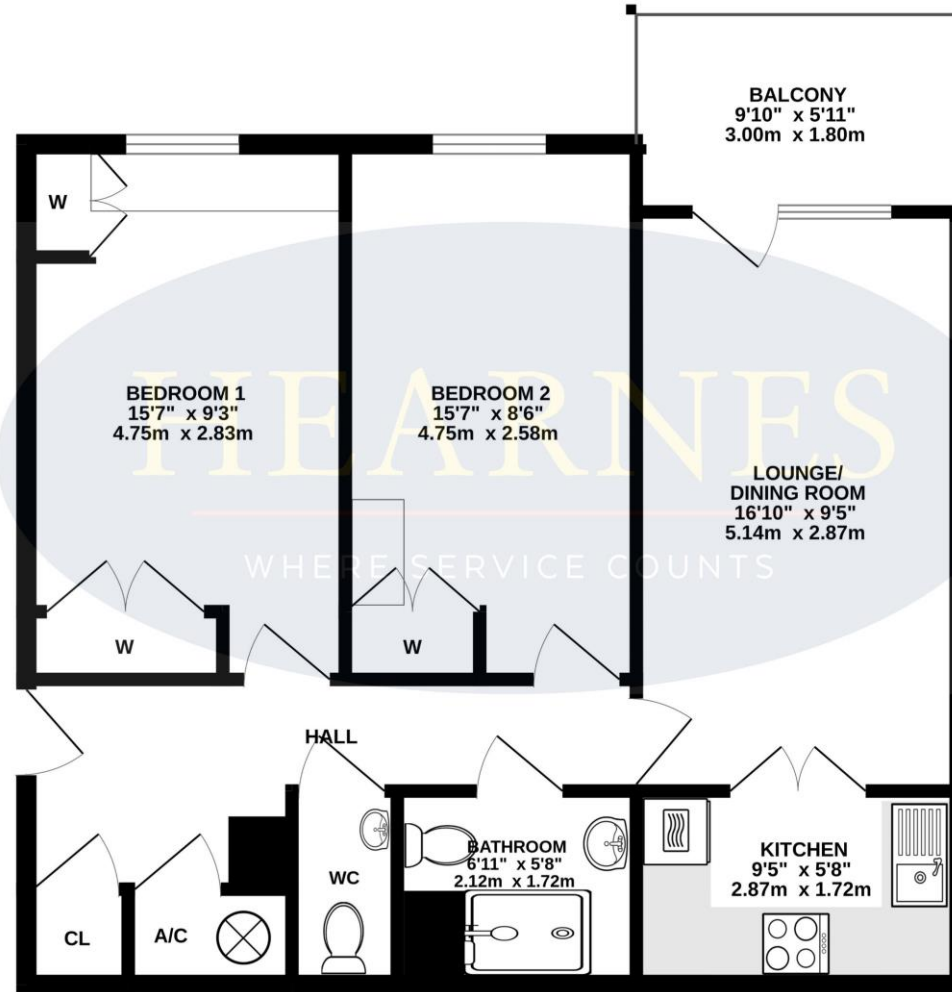 BALCONY
9'10" x 5'11"
3.00m x 1.80m
W
BEDROOM 1
15'7" x 9'3"
4.75m x 2.83m
BEDROOM 2
15'7" x 8'6"
4.75m x 2.58m
HEARNES
WHERE SERVICE COUNTS
LOUNGE/
DINING ROOM
16'10" x 9'5"
5.14m x 2.87m
W
W
HALL
BATHROOM
6'11" x 5'8"
2.12m x 1.72m
KITCHEN
9'5" x 5'8"
2.87m x 1.72m
WC
CL
A/C